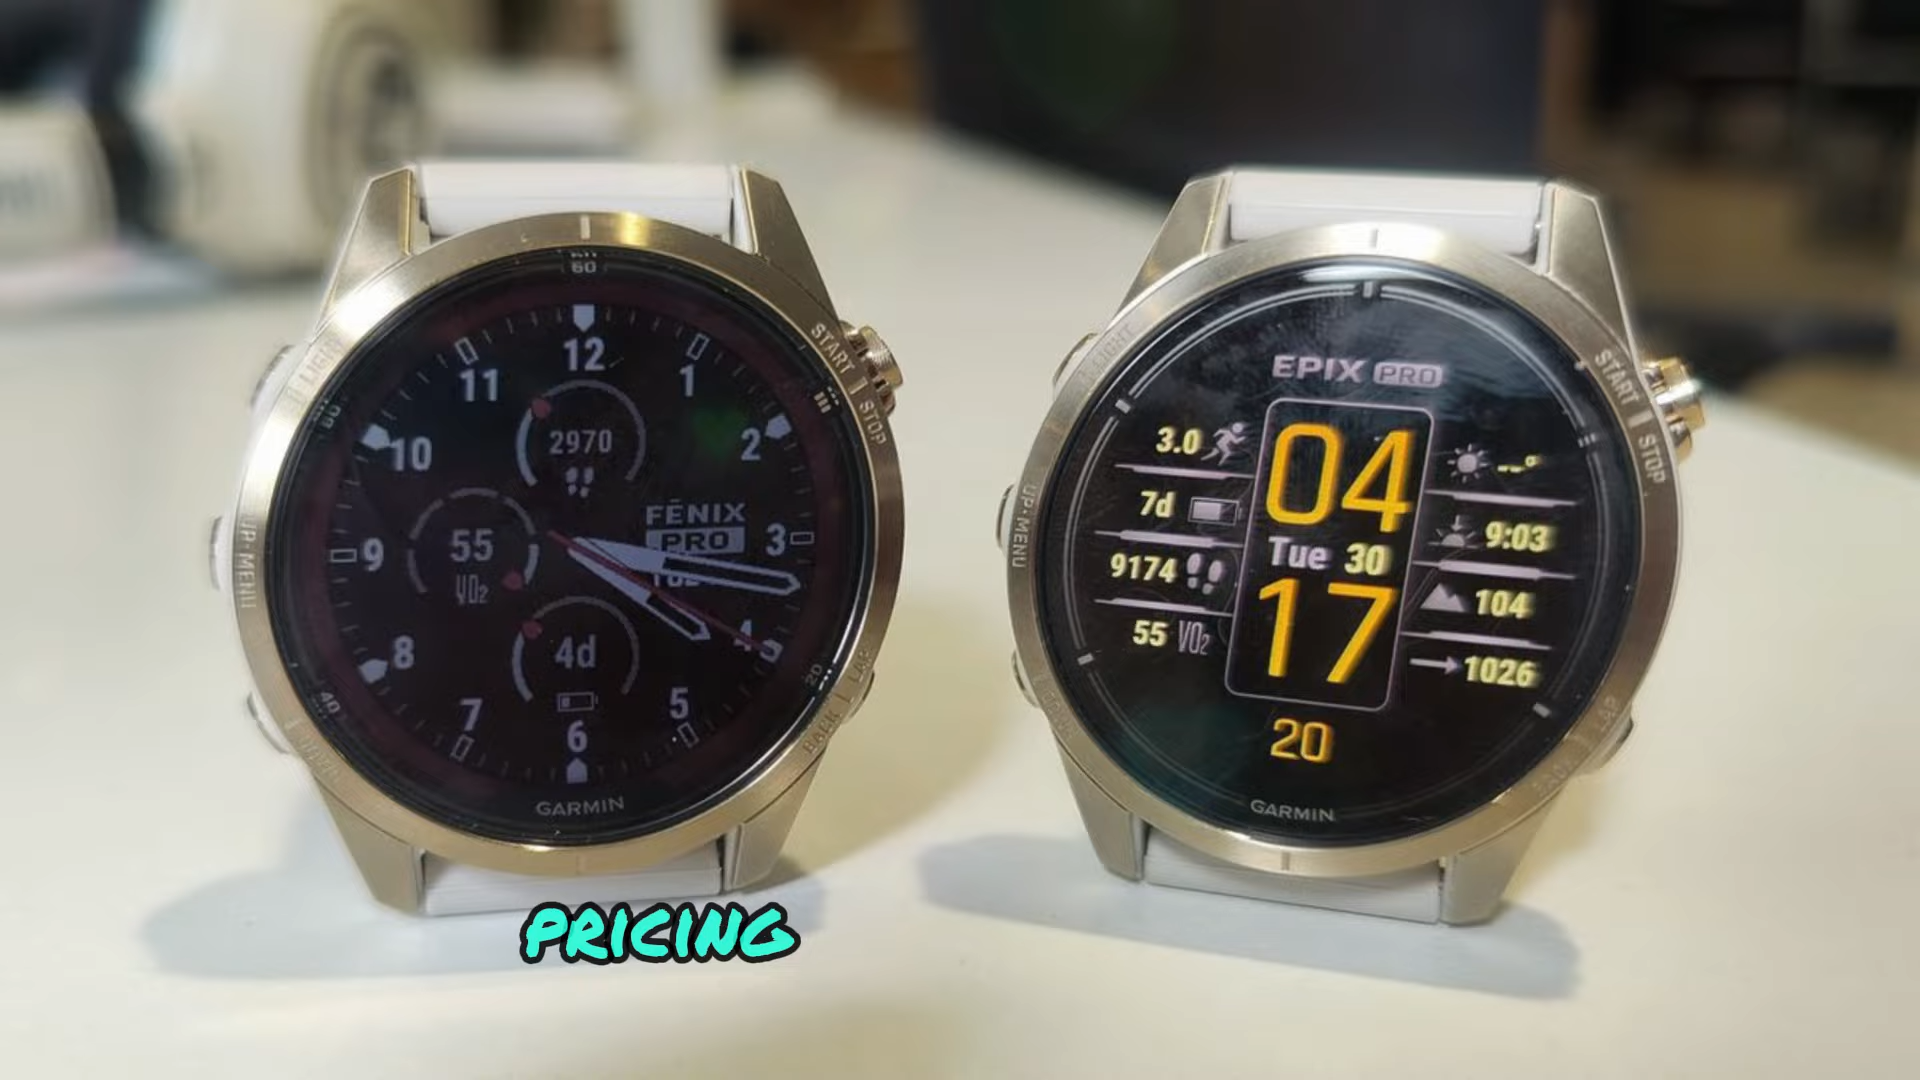 60
12
11
1
10
2
2970
FĒNIX
PRO
55
VO2
9
3
8
4
4d
7
5
6
GARMIN
LIGHT
UP·MENU
START
STOP
BACK
LAP
80
40
20
EPIX PRO
3.0
04
--°
7d
Tue 30
9:03
9174
17
104
55 VO2
1026
20
GARMIN
LIGHT
UP·MENU
START
STOP
PRICING